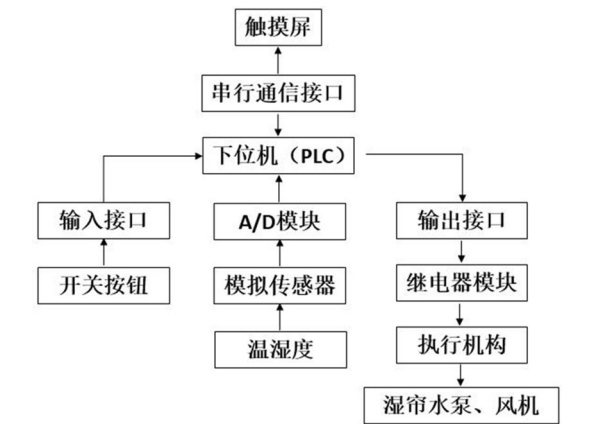 触摸屏
串行通信接口
下位机（PLC）
输入接口
A/D模块
输出接口
开关按钮
模拟传感器
继电器模块
温湿度
执行机构
湿帘水泵、风机